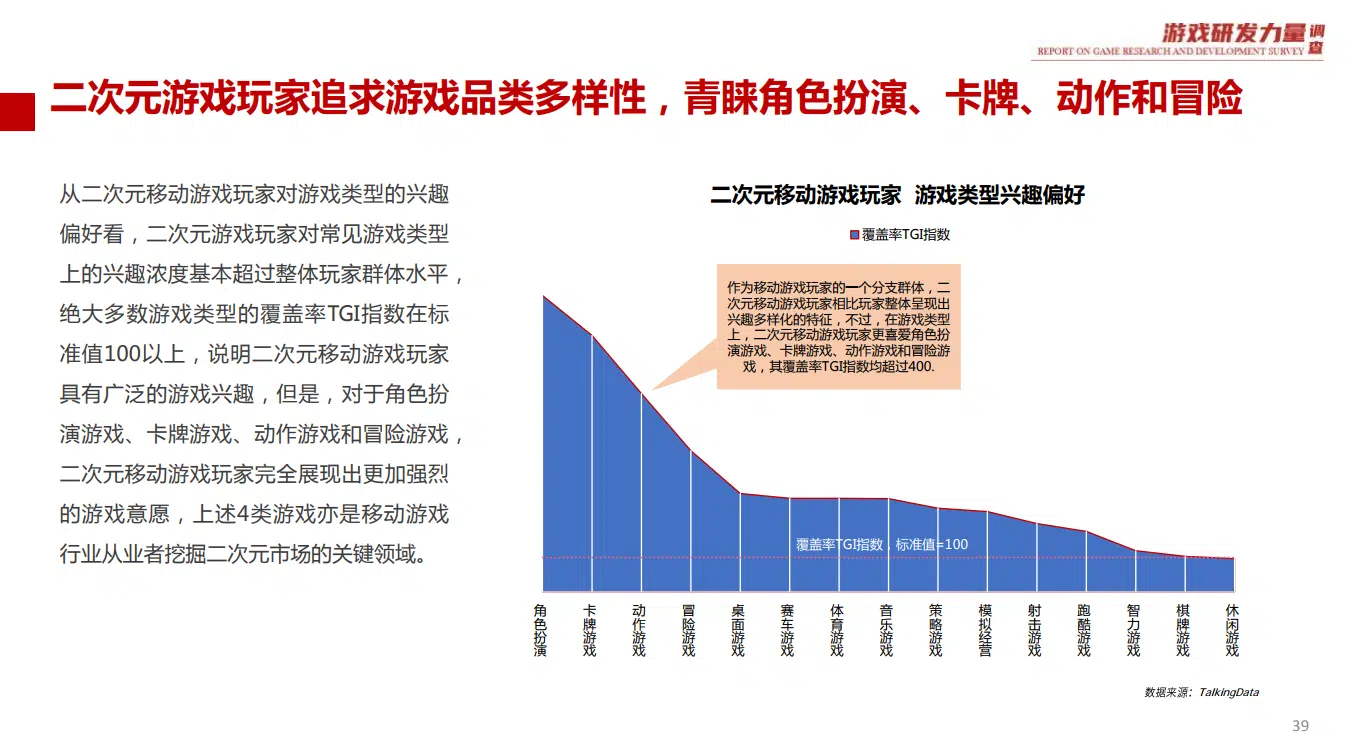 游戏研发力量调查
REPORT ON GAME RESEARCH AND DEVELOPMENT SURVEY
二次元游戏玩家追求游戏品类多样性，青睐角色扮演、卡牌、动作和冒险
从二次元移动游戏玩家对游戏类型的兴趣
偏好看，二次元游戏玩家对常见游戏类型
上的兴趣浓度基本超过整体玩家群体水平，
绝大多数游戏类型的覆盖率TGI指数在标
准值100以上，说明二次元移动游戏玩家
具有广泛的游戏兴趣，但是，对于角色扮
演游戏、卡牌游戏、动作游戏和冒险游戏，
二次元移动游戏玩家完全展现出更加强烈
的游戏意愿，上述4类游戏亦是移动游戏
行业从业者挖掘二次元市场的关键领域。
二次元移动游戏玩家 游戏类型兴趣偏好
覆盖率TGI指数
作为移动游戏玩家的一个分支群体，二
次元移动游戏玩家相比玩家整体呈现出
兴趣多样化的特征，不过，在游戏类型
上，二次元移动游戏玩家更喜爱角色扮
演游戏、卡牌游戏、动作游戏和冒险游
戏，其覆盖率TGI指数均超过400.
覆盖率TGI指数，标准值=100
角色扮演
卡牌游戏
动作游戏
冒险游戏
桌面游戏
赛车游戏
体育游戏
音乐游戏
策略游戏
模拟经营
射击游戏
跑酷游戏
智力游戏
棋牌游戏
休闲游戏
数据来源：TalkingData
39